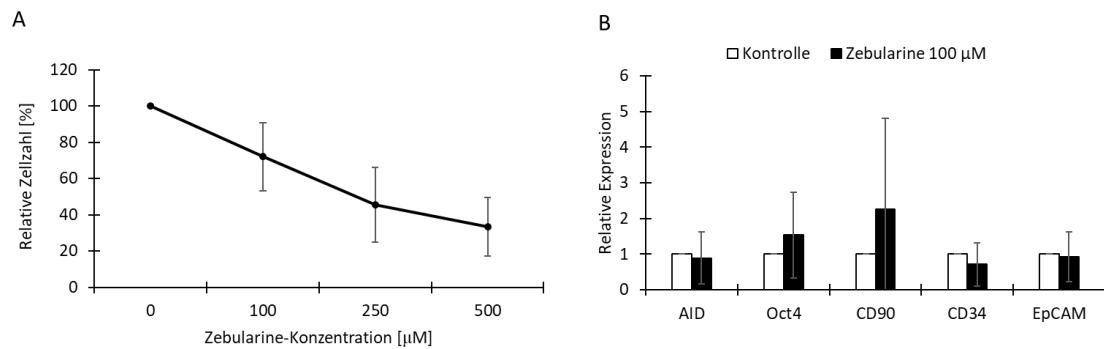 A
120
100
80
60
40
20
0
Relative Zellzahl [%]
0 100 250 500
Zebularine-Konzentration [µM]
B
Kontrolle Zebularine 100 µM
6
5
4
3
2
1
0
Relative Expression
AID Oct4 CD90 CD34 EpCAM